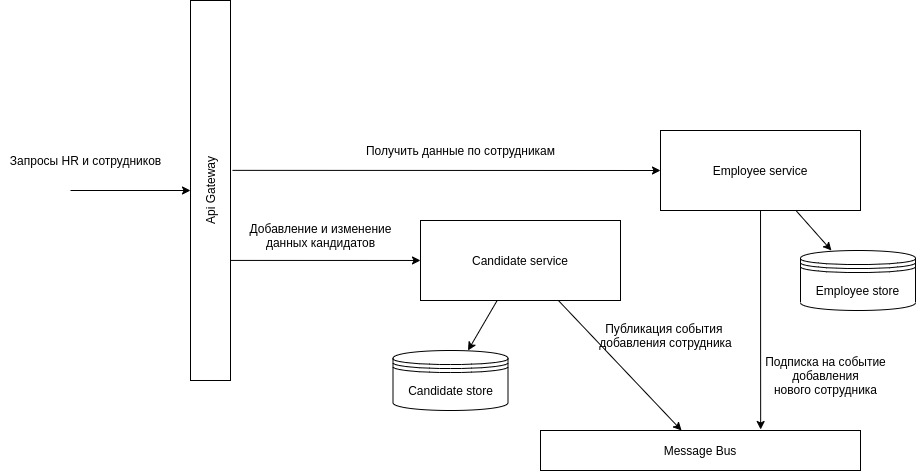 Запросы HR и сотрудников
Api Gateway
Получить данные по сотрудникам
Employee service
Добавление и изменение
данных кандидатов
Candidate service
Employee store
Публикация события
добавления сотрудника
Candidate store
Подписка на событие
добавления
нового сотрудника
Message Bus